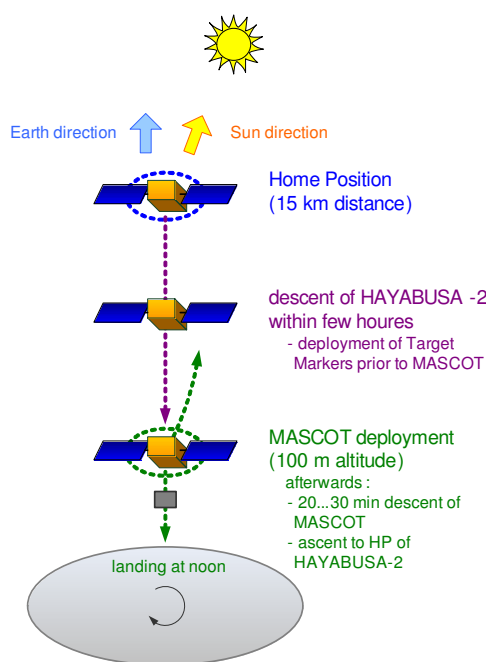 Earth direction
Sun direction
Home Position
(15 km distance)
descent of HAYABUSA -2
within few houres
- deployment of Target
Markers prior to MASCOT
MASCOT deployment
(100 m altitude)
afterwards :
- 20...30 min descent of
MASCOT
- ascent to HP of
HAYABUSA-2
landing at noon